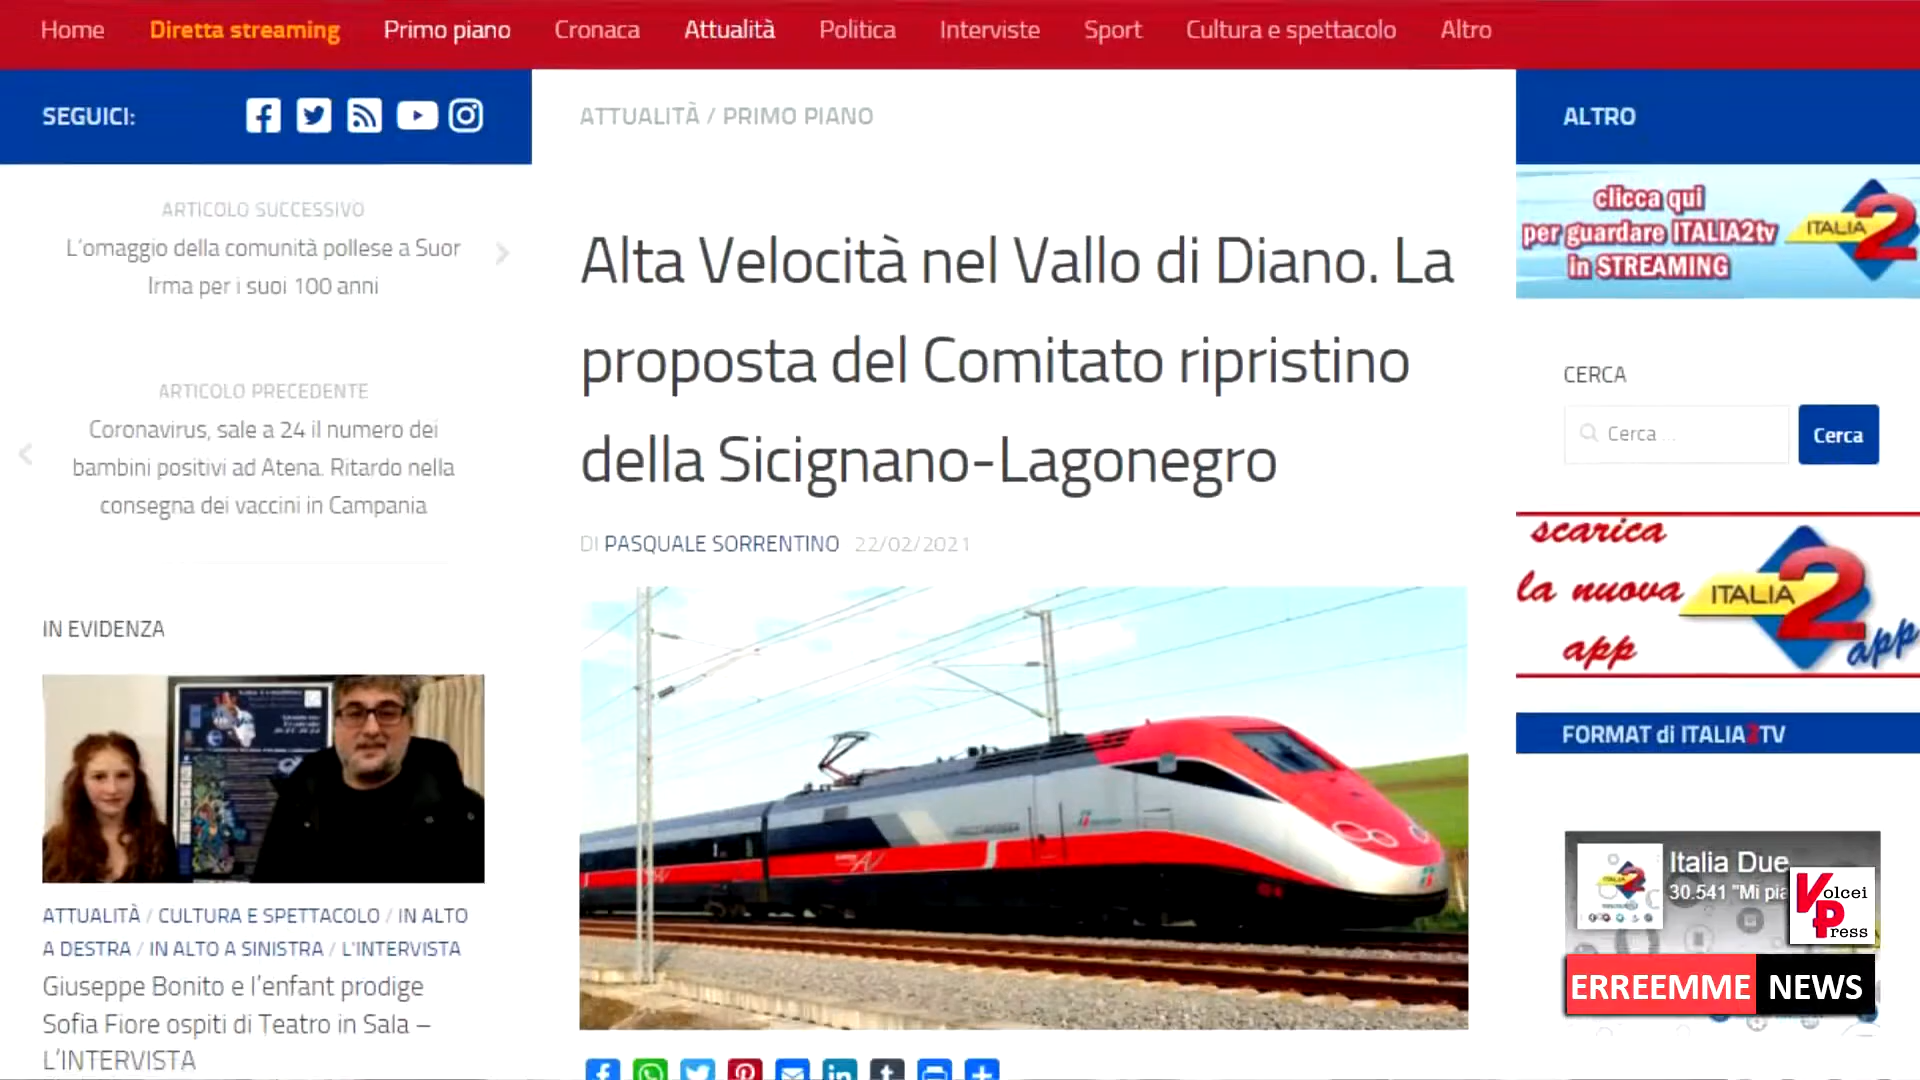 Home Diretta streaming Primo piano Cronaca Attualità Politica Interviste Sport Cultura e spettacolo Altro
SEGUICI:
ARTICOLO SUCCESSIVO
L'omaggio della comunità pollese a Suor
Irma per i suoi 100 anni
ARTICOLO PRECEDENTE
Coronavirus, sale a 24 il numero dei
bambini positivi ad Atena. Ritardo nella
consegna dei vaccini in Campania
IN EVIDENZA
ATTUALITÀ / CULTURA E SPETTACOLO / IN ALTO
A DESTRA / IN ALTO A SINISTRA / L'INTERVISTA
Giuseppe Bonito e l'enfant prodige
Sofia Fiore ospiti di Teatro in Sala –
L'INTERVISTA
ATTUALITÀ / PRIMO PIANO
Alta Velocità nel Vallo di Diano. La
proposta del Comitato ripristino
della Sicignano-Lagonegro
DI PASQUALE SORRENTINO 22/02/2021
ALTRO
clicca qui
per guardare ITALIA2tv
in STREAMING
ITALIA 2
CERCA
Cerca ...
Cerca
scarica
la nuova
app
ITALIA 2
app
FORMAT di ITALIA2TV
Italia Due
30.541 "Mi pia
Volcei
Press
ERREEMME NEWS